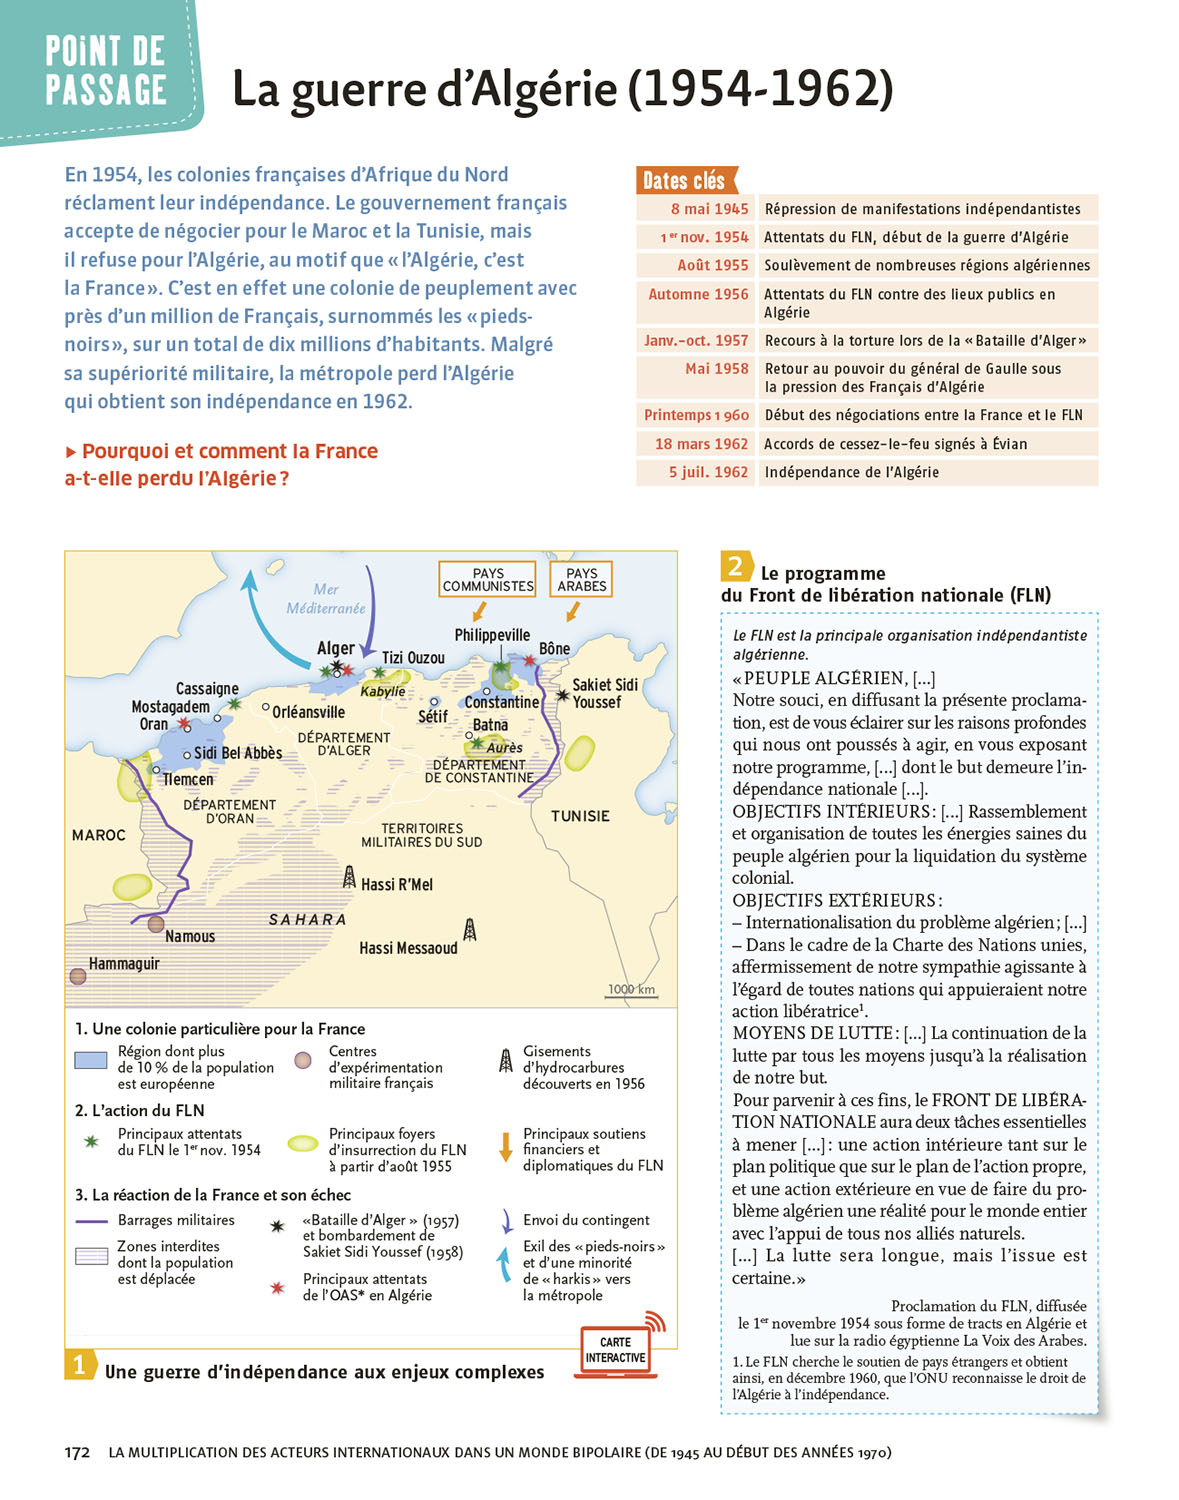 POiNT DE
PASSAGE
La guerre d'Algérie (1954-1962)
En 1954, les colonies françaises d'Afrique du Nord
réclament leur indépendance. Le gouvernement français
accepte de négocier pour le Maroc et la Tunisie, mais
il refuse pour l'Algérie, au motif que « l'Algérie, c'est
la France ». C'est en effet une colonie de peuplement avec
près d'un million de Français, surnommés les « pieds-
noirs », sur un total de dix millions d'habitants. Malgré
sa supériorité militaire, la métropole perd l'Algérie
qui obtient son indépendance en 1962.
▸ Pourquoi et comment la France
a-t-elle perdu l'Algérie ?
Dates clés
8 mai 1945 Répression de manifestations indépendantistes
1er nov. 1954 Attentats du FLN, début de la guerre d'Algérie
Août 1955 Soulèvement de nombreuses régions algériennes
Automne 1956 Attentats du FLN contre des lieux publics en
Algérie
Janv.-oct. 1957 Recours à la torture lors de la « Bataille d'Alger »
Mai 1958 Retour au pouvoir du général de Gaulle sous
la pression des Français d'Algérie
Printemps 1960 Début des négociations entre la France et le FLN
18 mars 1962 Accords de cessez-le-feu signés à Évian
5 juil. 1962 Indépendance de l'Algérie
Mer
Méditerranée
PAYS
COMMUNISTES
PAYS
ARABES
Philippeville
Alger
Bône
Tizi Ouzou
Kabylie
Cassaigne
Mostagadem
Oran
Orléansville
Sétif
Constantine
Sakiet Sidi
Youssef
Batna
Aurès
Sidi Bel Abbès
Tlemcen
DÉPARTEMENT
D'ALGER
DÉPARTEMENT
DE CONSTANTINE
DÉPARTEMENT
D'ORAN
MAROC
TUNISIE
TERRITOIRES
MILITAIRES DU SUD
Hassi R'Mel
SAHARA
Namous
Hassi Messaoud
Hammaguir
1000 km
1. Une colonie particulière pour la France
Région dont plus
de 10 % de la population
est européenne
Centres
d'expérimentation
militaire français
Gisements
d'hydrocarbures
découverts en 1956
2. L'action du FLN
Principaux attentats
du FLN le 1er nov. 1954
Principaux foyers
d'insurrection du FLN
à partir d'août 1955
Principaux soutiens
financiers et
diplomatiques du FLN
3. La réaction de la France et son échec
Barrages militaires
Zones interdites
dont la population
est déplacée
«Bataille d'Alger » (1957)
et bombardement de
Sakiet Sidi Youssef (1958)
Principaux attentats
de l'OAS* en Algérie
Envoi du contingent
Exil des « pieds-noirs »
et d'une minorité
de « harkis » vers
la métropole
CARTE
INTERACTIVE
1 Une guerre d'indépendance aux enjeux complexes
2 Le programme
du Front de libération nationale (FLN)
Le FLN est la principale organisation indépendantiste
algérienne.
« PEUPLE ALGÉRIEN, [...]
Notre souci, en diffusant la présente proclama-
tion, est de vous éclairer sur les raisons profondes
qui nous ont poussés à agir, en vous exposant
notre programme, [...] dont le but demeure l'in-
dépendance nationale [...].
OBJECTIFS INTÉRIEURS : [...] Rassemblement
et organisation de toutes les énergies saines du
peuple algérien pour la liquidation du système
colonial.
OBJECTIFS EXTÉRIEURS :
– Internationalisation du problème algérien ; [...]
– Dans le cadre de la Charte des Nations unies,
affermissement de notre sympathie agissante à
l'égard de toutes nations qui appuieraient notre
action libératrice1.
MOYENS DE LUTTE : [...] La continuation de la
lutte par tous les moyens jusqu'à la réalisation
de notre but.
Pour parvenir à ces fins, le FRONT DE LIBÉRA-
TION NATIONALE aura deux tâches essentielles
à mener [...] : une action intérieure tant sur le
plan politique que sur le plan de l'action propre,
et une action extérieure en vue de faire du pro-
blème algérien une réalité pour le monde entier
avec l'appui de tous nos alliés naturels.
[...] La lutte sera longue, mais l'issue est
certaine. »
Proclamation du FLN, diffusée
le 1er novembre 1954 sous forme de tracts en Algérie et
lue sur la radio égyptienne La Voix des Arabes.
1. Le FLN cherche le soutien de pays étrangers et obtient
ainsi, en décembre 1960, que l'ONU reconnaisse le droit de
l'Algérie à l'indépendance.
172 LA MULTIPLICATION DES ACTEURS INTERNATIONAUX DANS UN MONDE BIPOLAIRE (DE 1945 AU DÉBUT DES ANNÉES 1970)